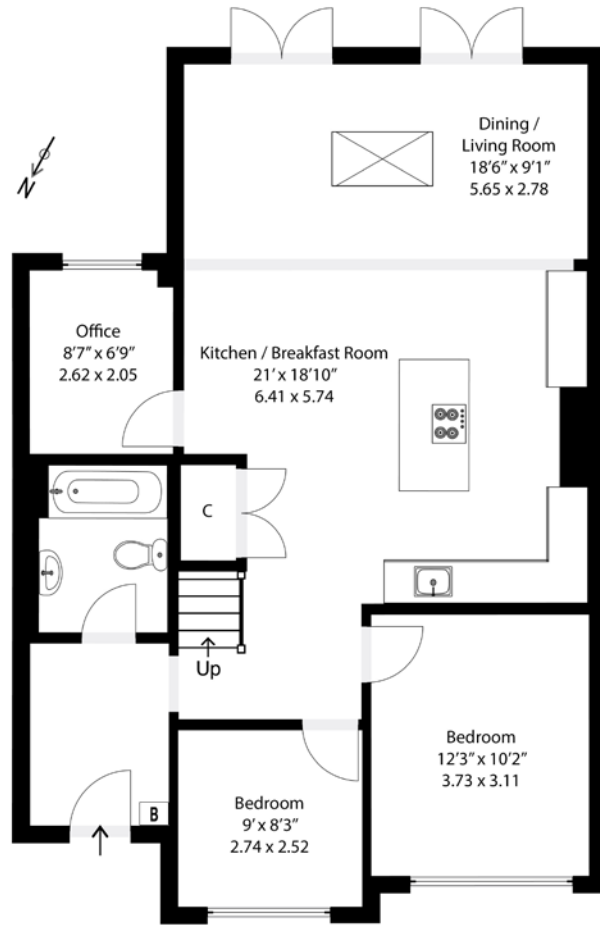 Dining /
Living Room
18'6" x 9'1"
5.65 x 2.78
N
Office
8'7" x 6'9"
2.62 x 2.05
Kitchen / Breakfast Room
21' x 18'10"
6.41 x 5.74
C
Up
Bedroom
12'3" x 10'2"
3.73 x 3.11
B
Bedroom
9' x 8'3"
2.74 x 2.52